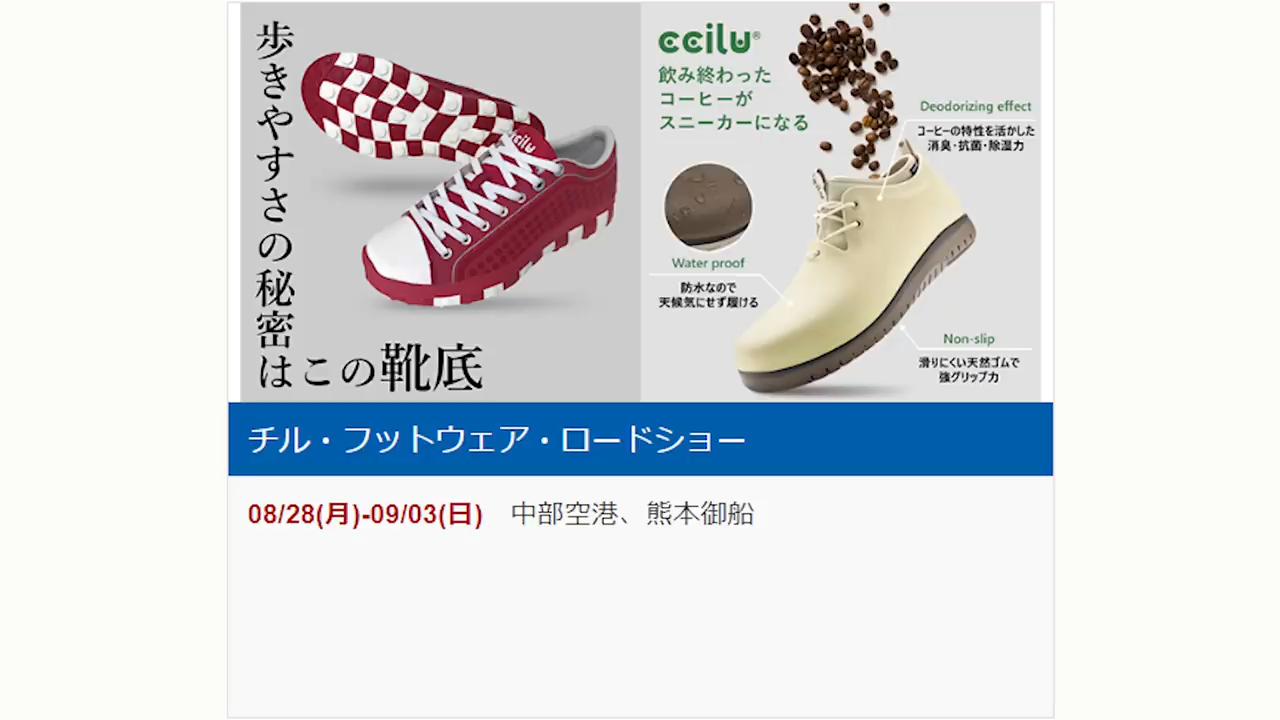 歩きやすさの秘密は
この靴底
ccilu
ccilu®
飲み終わった
コーヒーが
スニーカーになる
Deodorizing effect
コーヒーの特性を活かした
消臭・抗菌・除湿力
Water proof
防水なので
天候気にせず履ける
Non-slip
滑りにくい天然ゴムで
強グリップ力
チル・フットウェア・ロードショー
08/28(月)-09/03(日) 中部空港、熊本御船